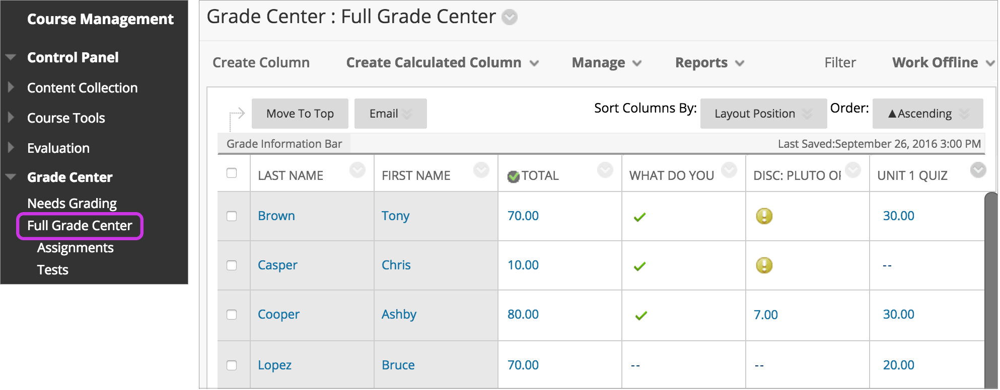 Course Management
Control Panel
Content Collection
Course Tools
Evaluation
Grade Center
Needs Grading
Full Grade Center
Assignments
Tests
Grade Center : Full Grade Center
Create Column Create Calculated Column Manage Reports Filter Work Offline
Move To Top Email Sort Columns By: Layout Position Order: ▲Ascending
Grade Information Bar Last Saved:September 26, 2016 3:00 PM
LAST NAME FIRST NAME TOTAL WHAT DO YOU DISC: PLUTO OF UNIT 1 QUIZ
Brown Tony 70.00 30.00
Casper Chris 10.00 --
Cooper Ashby 80.00 7.00 30.00
Lopez Bruce 70.00 -- -- 20.00